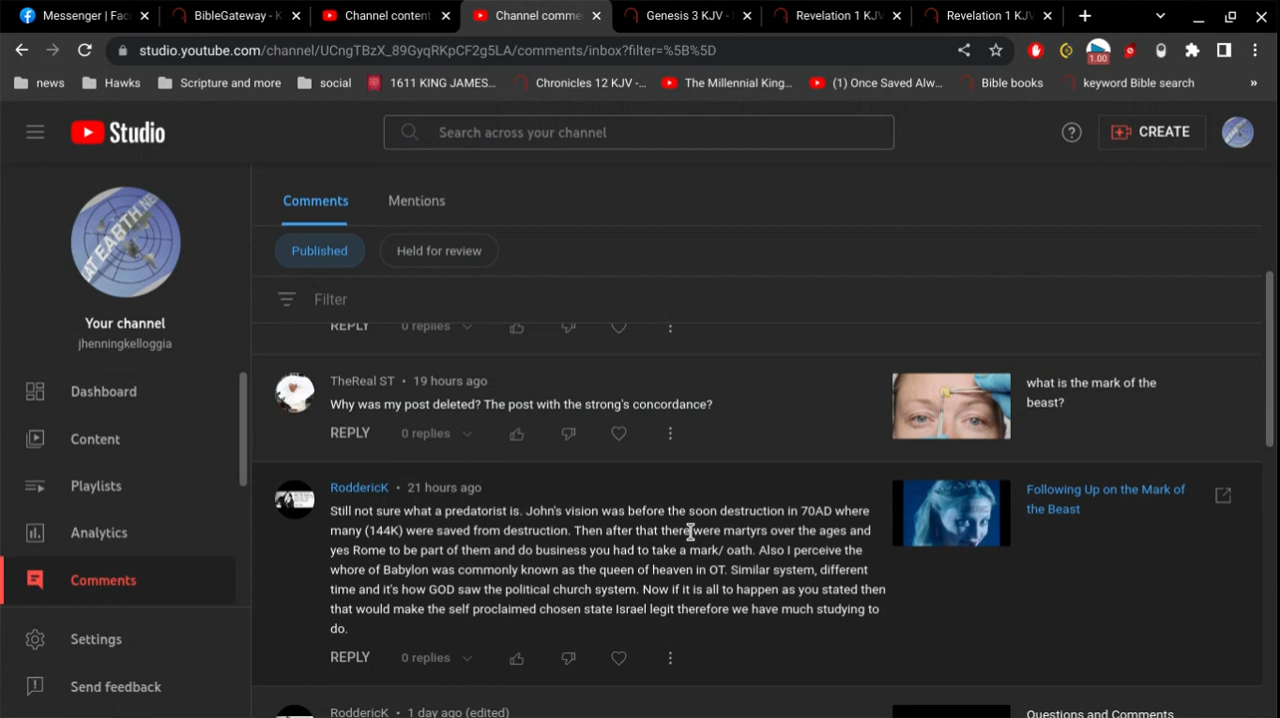 Messenger | Fac
BibleGateway - K
Channel content
Channel comme
Genesis 3 KJV -
Revelation 1 KJ
Revelation 1 KJ
studio.youtube.com/channel/UCngTBzX_89GyqRKpCF2g5LA/comments/inbox?filter=%5B%5D
1.00
news
Hawks
Scripture and more
social
1611 KING JAMES...
Chronicles 12 KJV -...
The Millennial King...
(1) Once Saved Alw...
Bible books
keyword Bible search
»
Studio
Search across your channel
CREATE
AT EARTH NE
Your channel
jhenningkelloggia
Dashboard
Content
Playlists
Analytics
Comments
Settings
Send feedback
Comments
Mentions
Published
Held for review
Filter
REPLY
0 replies
TheReal ST • 19 hours ago
Why was my post deleted? The post with the strong's concordance?
REPLY
0 replies
what is the mark of the
beast?
RoddericK • 21 hours ago
Still not sure what a predatorist is. John's vision was before the soon destruction in 70AD where
many (144K) were saved from destruction. Then after that there were martyrs over the ages and
yes Rome to be part of them and do business you had to take a mark/ oath. Also I perceive the
whore of Babylon was commonly known as the queen of heaven in OT. Similar system, different
time and it's how GOD saw the political church system. Now if it is all to happen as you stated then
that would make the self proclaimed chosen state Israel legit therefore we have much studying to
do.
REPLY
0 replies
Following Up on the Mark of
the Beast
RoddericK • 1 day ago (edited)
Questions and Comments